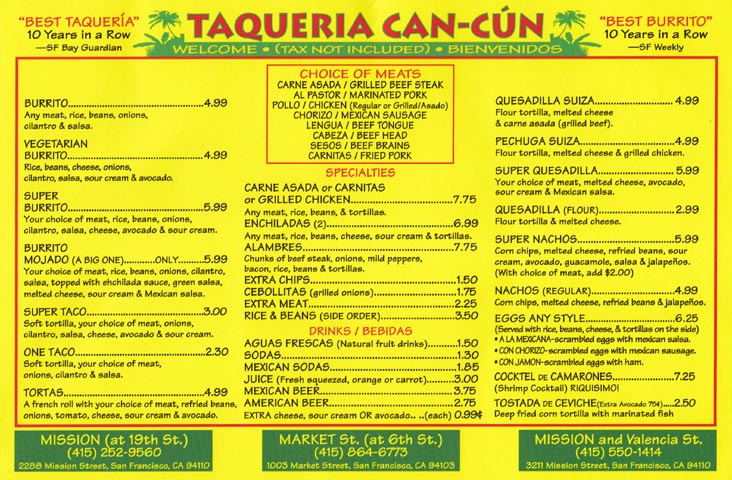 "BEST TAQUERÍA"
10 Years in a Row
—SF Bay Guardian
TAQUERIA CAN-CÚN
WELCOME • (TAX NOT INCLUDED) • BIENVENIDOS
"BEST BURRITO"
10 Years in a Row
—SF Weekly
BURRITO.....4.99
Any meat, rice, beans, onions,
cilantro & salsa.
VEGETARIAN
BURRITO.....4.99
Rice, beans, cheese, onions,
cilantro, salsa, sour cream & avocado.
SUPER
BURRITO.....5.99
Your choice of meat, rice, beans, onions,
cilantro, salsa, cheese, avocado & sour cream.
BURRITO
MOJADO (A BIG ONE)............ONLY.......5.99
Your choice of meat, rice, beans, onions, cilantro,
salsa, topped with ehchilada sauce, green salsa,
melted cheese, sour cream & Mexican salsa.
SUPER TACO.....3.00
Soft tortilla, your choice of meat, onions,
cilantro, salsa, cheese, avocado & sour cream.
ONE TACO.....2.30
Soft tortilla, your choice of meat,
onions, cilantro & salsa.
TORTAS.....4.99
A french roll with your choice of meat, refried beans,
onions, tomato, cheese, sour cream & avocado.
CHOICE OF MEATS
CARNE ASADA / GRILLED BEEF STEAK
AL PASTOR / MARINATED PORK
POLLO / CHICKEN (Regular or Grilled/Asado)
CHORIZO / MEXICAN SAUSAGE
LENGUA / BEEF TONGUE
CABEZA / BEEF HEAD
SESOS / BEEF BRAINS
CARNITAS / FRIED PORK
SPECIALTIES
CARNE ASADA or CARNITAS
or GRILLED CHICKEN.....7.75
Any meat, rice, beans, & tortillas.
ENCHILADAS (2).....6.99
Any meat, rice, beans, cheese, sour cream & tortillas.
ALAMBRES.....7.75
Chunks of beef steak, onions, mild peppers,
bacon, rice, beans & tortillas.
EXTRA CHIPS.....1.50
CEBOLLITAS (grilled onions).....1.75
EXTRA MEAT.....2.25
RICE & BEANS (SIDE ORDER).....3.50
DRINKS / BEBIDAS
AGUAS FRESCAS (Natural fruit drinks).....1.50
SODAS.....1.30
MEXICAN SODAS.....1.85
JUICE (Fresh squeezed, orange or carrot).....3.00
MEXICAN BEER.....3.75
AMERICAN BEER.....2.75
EXTRA cheese, sour cream OR avocado.. ..(each) 0.99¢
QUESADILLA SUIZA..... 4.99
Flour tortilla, melted cheese
& carne asada (grilled beef).
PECHUGA SUIZA.....4.99
Flour tortilla, melted cheese & grilled chicken.
SUPER QUESADILLA..... 5.99
Your choice of meat, melted cheese, avocado,
sour cream & Mexican salsa.
QUESADILLA (FLOUR).....2.99
Flour tortilla & melted cheese.
SUPER NACHOS.....5.99
Corn chips, melted cheese, refried beans, sour
cream, avocado, guacamole, salsa & jalapeños.
(With choice of meat, add $2.00)
NACHOS (REGULAR).....4.99
Corn chips, melted cheese, refried beans & jalapeños.
EGGS ANY STYLE.....6.25
(Served with rice, beans, cheese, & tortillas on the side)
• A LA MEXICANA-scrambled eggs with mexican salsa.
• CON CHORIZO-scrambled eggs with mexican sausage.
• CON JAMON-scrambled eggs with ham.
COCKTEL DE CAMARONES.....7.25
(Shrimp Cocktail) RIQUISIMO!
TOSTADA DE CEVICHE(Extra Avocado 75¢).....2.50
Deep fried corn tortilla with marinated fish
MISSION (at 19th St.)
(415) 252-9560
2288 Mission Street, San Francisco, CA 94110
MARKET St. (at 6th St.)
(415) 864-6773
1003 Market Street, San Francisco, CA 94103
MISSION and Valencia St.
(415) 550-1414
3211 Mission Street, San Francisco, CA 94110